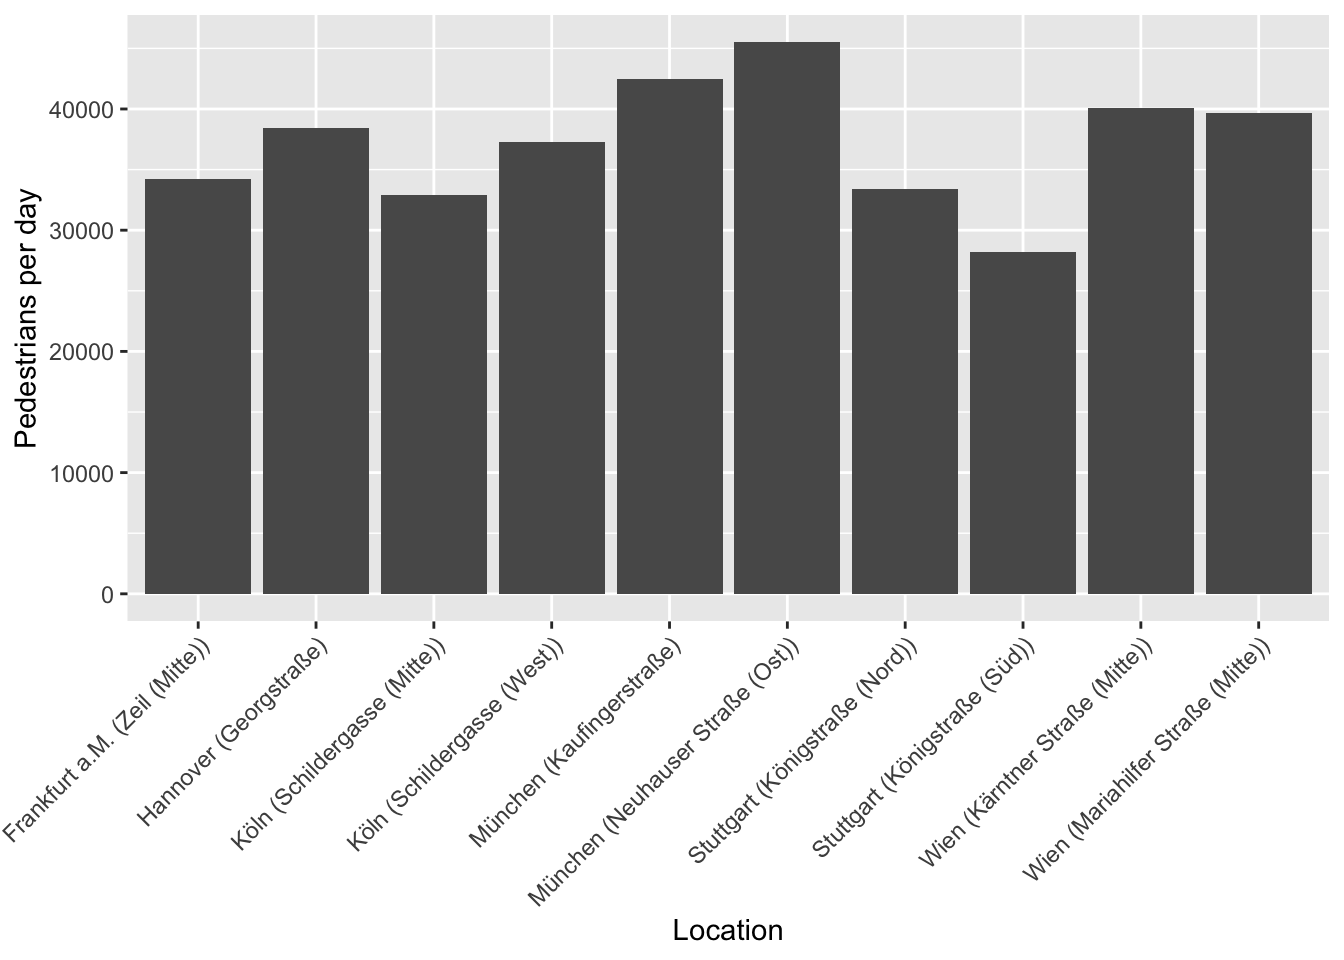 Pedestrians per day
40000
30000
20000
10000
0
Frankfurt a.M. (Zeil (Mitte))
Hannover (Georgstraße)
Köln (Schildergasse (Mitte))
Köln (Schildergasse (West))
München (Kaufingerstraße)
München (Neuhauser Straße (Ost))
Stuttgart (Königstraße (Nord))
Stuttgart (Königstraße (Süd))
Wien (Kärntner Straße (Mitte))
Wien (Mariahilfer Straße (Mitte))
Location